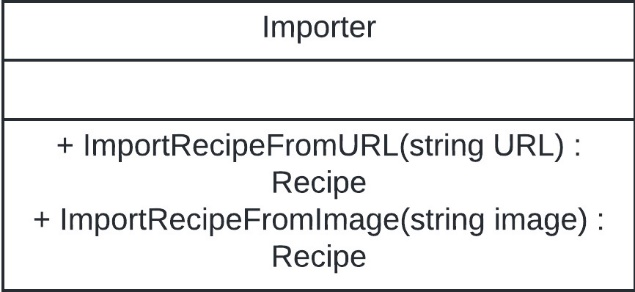 Importer
+ ImportRecipeFromURL(string URL) :
Recipe
+ ImportRecipeFromImage(string image) :
Recipe